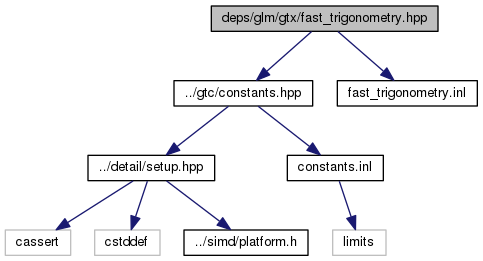 deps/glm/gtx/fast_trigonometry.hpp
../gtc/constants.hpp
fast_trigonometry.inl
../detail/setup.hpp
constants.inl
cassert
cstddef
../simd/platform.h
limits